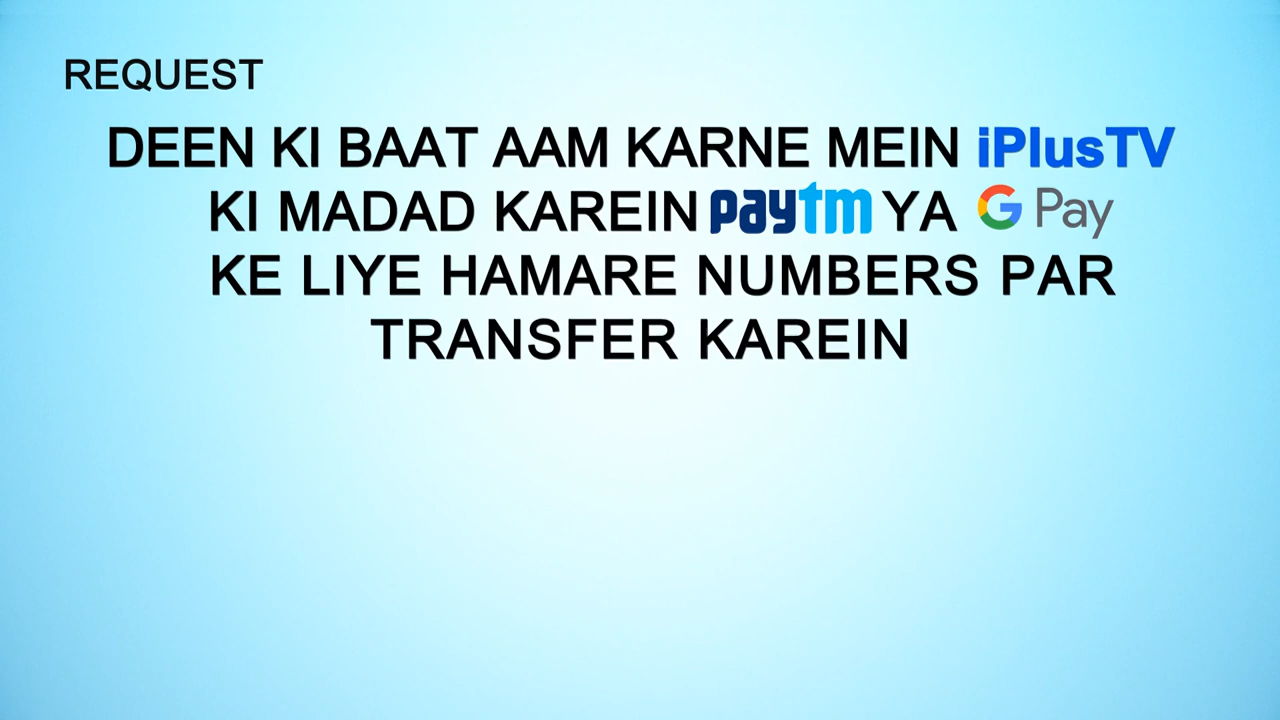 REQUEST
DEEN KI BAAT AAM KARNE MEIN iPlusTV
KI MADAD KAREIN paytm YA G Pay
KE LIYE HAMARE NUMBERS PAR
TRANSFER KAREIN